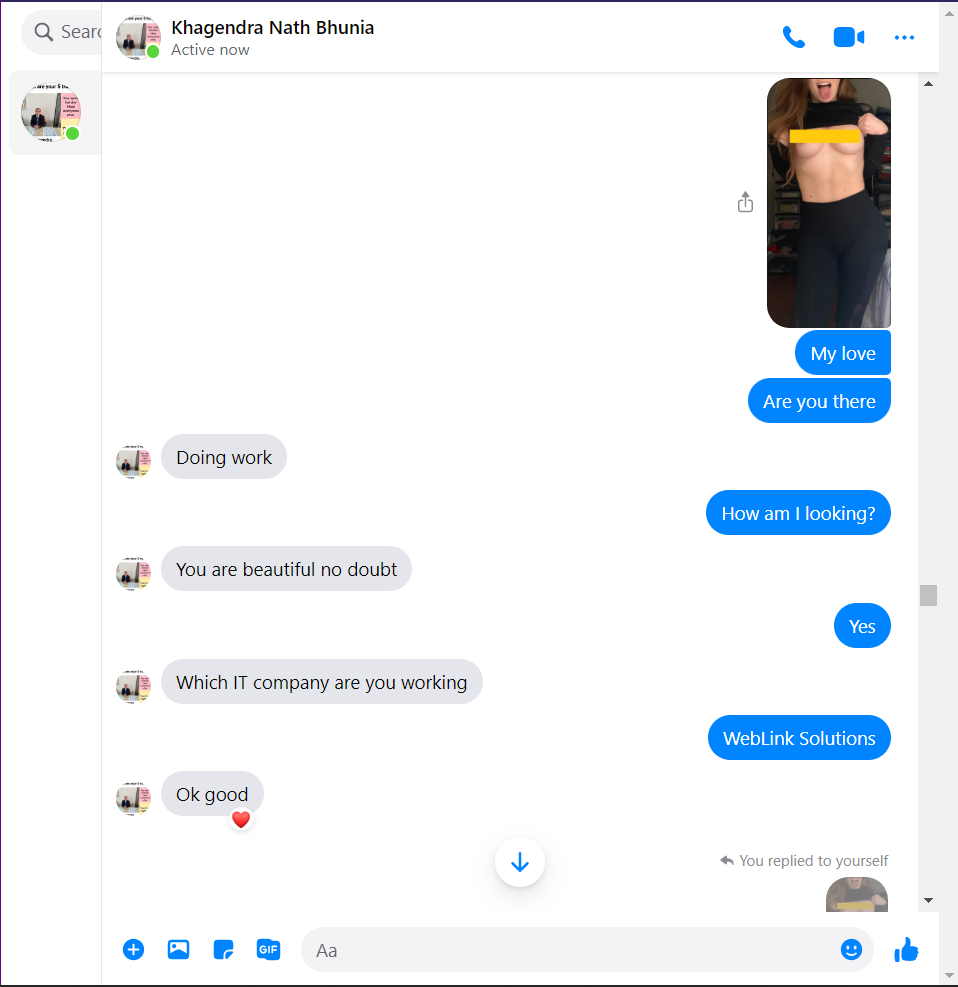 Searc
Khagendra Nath Bhunia
Active now
My love
Are you there
Doing work
How am I looking?
You are beautiful no doubt
Yes
Which IT company are you working
WebLink Solutions
Ok good
You replied to yourself
GIF
Aa